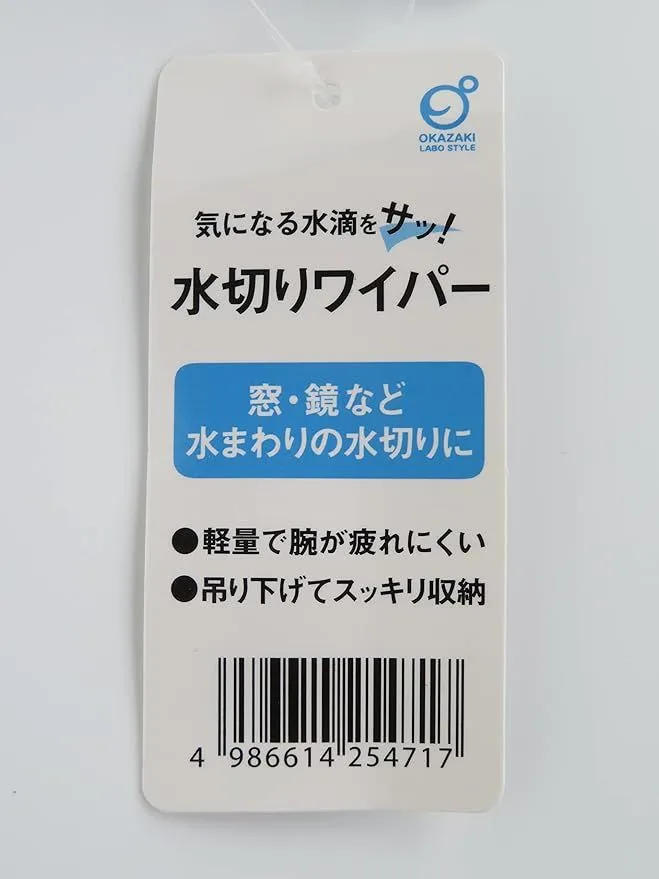 OKAZAKI
LABO STYLE
気になる水滴をサッ!
水切りワイパー
窓・鏡など
水まわりの水切りに
●軽量で腕が疲れにくい
●吊り下げてスッキリ収納
4 986614 254717